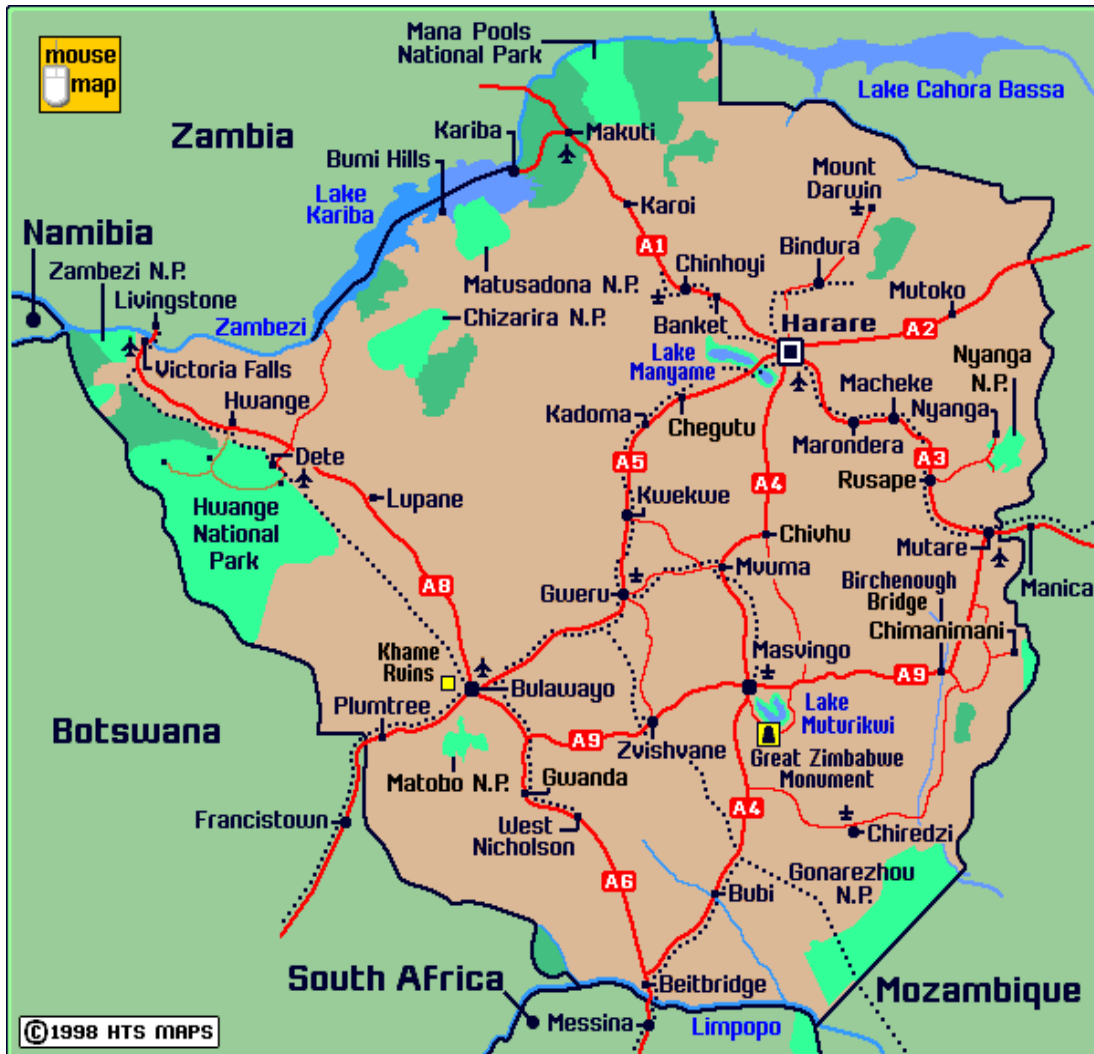 mouse
map
Mana Pools
National Park
Lake Cahora Bassa
Zambia
Kariba
Makuti
Bumi Hills
Mount
Darwin
Lake
Kariba
Karoi
Namibia
A1
Bindura
Zambezi N.P.
Chinhoyi
Matusadona N.P.
Mutoko
Livingstone
Chizarira N.P.
Banket
Harare
A2
Zambezi
Lake
Manyame
Nyanga
N.P.
Victoria Falls
Macheke
Hwange
Kadoma
Nyanga
Chegutu
Marondera
Dete
A5
A4
A3
Rusape
Hwange
National
Park
Lupane
Kwekwe
Chivhu
Mutare
Mvuma
Birchenough
Bridge
Manica
A8
Gweru
Chimanimani
Khame
Ruins
Masvingo
A9
Bulawayo
Plumtree
Lake
Muturikwi
Botswana
A9
Zvishvane
Great Zimbabwe
Monument
Matobo N.P.
Gwanda
A4
Francistown
West
Nicholson
Chiredzi
A6
Bubi
Gonarezhou
N.P.
South Africa
Beitbridge
Mozambique
Messina
Limpopo
©1998 HTS MAPS